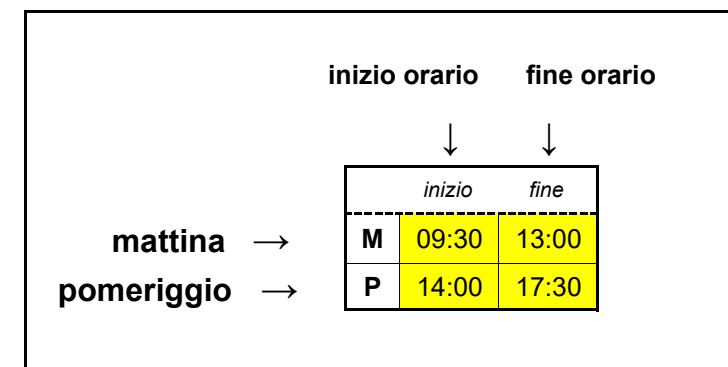 inizio orario fine orario
↓ ↓
inizio fine
mattina → M 09:30 13:00
pomeriggio → P 14:00 17:30